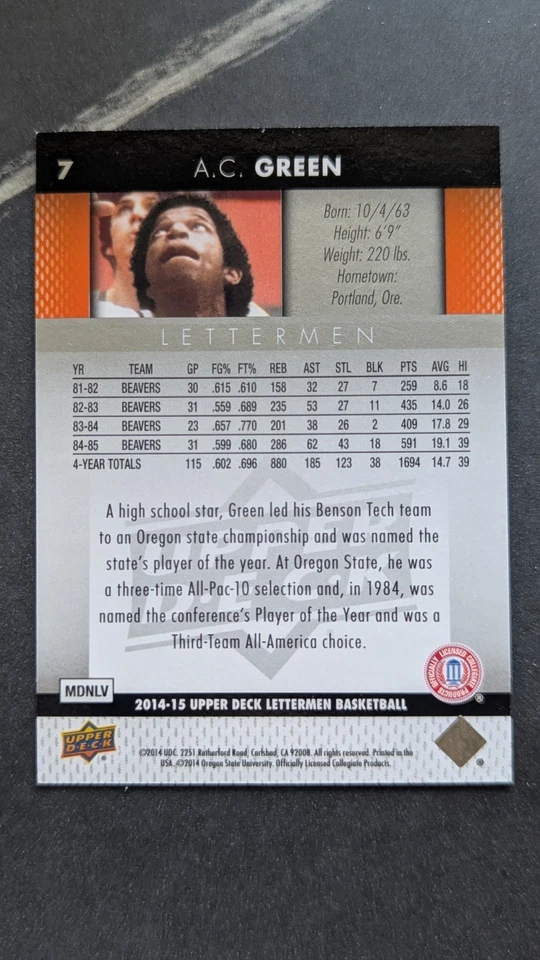 7 A.C. GREEN
Born: 10/4/63
Height: 6'9"
Weight: 220 lbs.
Hometown:
Portland, Ore.
LETTERMEN
YR TEAM GP FG% FT% REB AST STL BLK PTS AVG HI
81-82 BEAVERS 30 .615 .610 158 32 27 7 259 8.6 18
82-83 BEAVERS 31 .559 .689 235 53 27 11 435 14.0 26
83-84 BEAVERS 23 .657 .770 201 38 26 2 409 17.8 29
84-85 BEAVERS 31 .599 .680 286 62 43 18 591 19.1 39
4-YEAR TOTALS 115 .602 .696 880 185 123 38 1694 14.7 39
A high school star, Green led his Benson Tech team
to an Oregon state championship and was named the
state's player of the year. At Oregon State, he was
a three-time All-Pac-10 selection and, in 1984, was
named the conference's Player of the Year and was a
Third-Team All-America choice.
UPPER
DECK
OFFICIALLY LICENSED COLLEGIATE PRODUCTS
®
MDNLV
2014-15 UPPER DECK LETTERMEN BASKETBALL
UPPER
D·E·C·K
®
©2014 UDC. 2251 Rutherford Road, Carlsbad, CA 92008. All rights reserved. Printed in the
USA. ©2014 Oregon State University. Officially Licensed Collegiate Products.
®